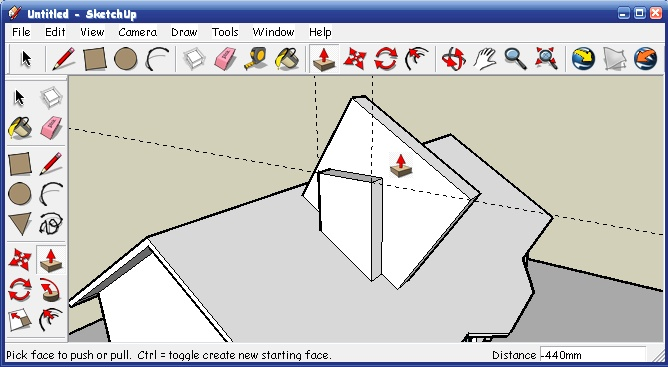 Untitled - SketchUp
File Edit View Camera Draw Tools Window Help
Pick face to push or pull. Ctrl = toggle create new starting face. Distance -440mm